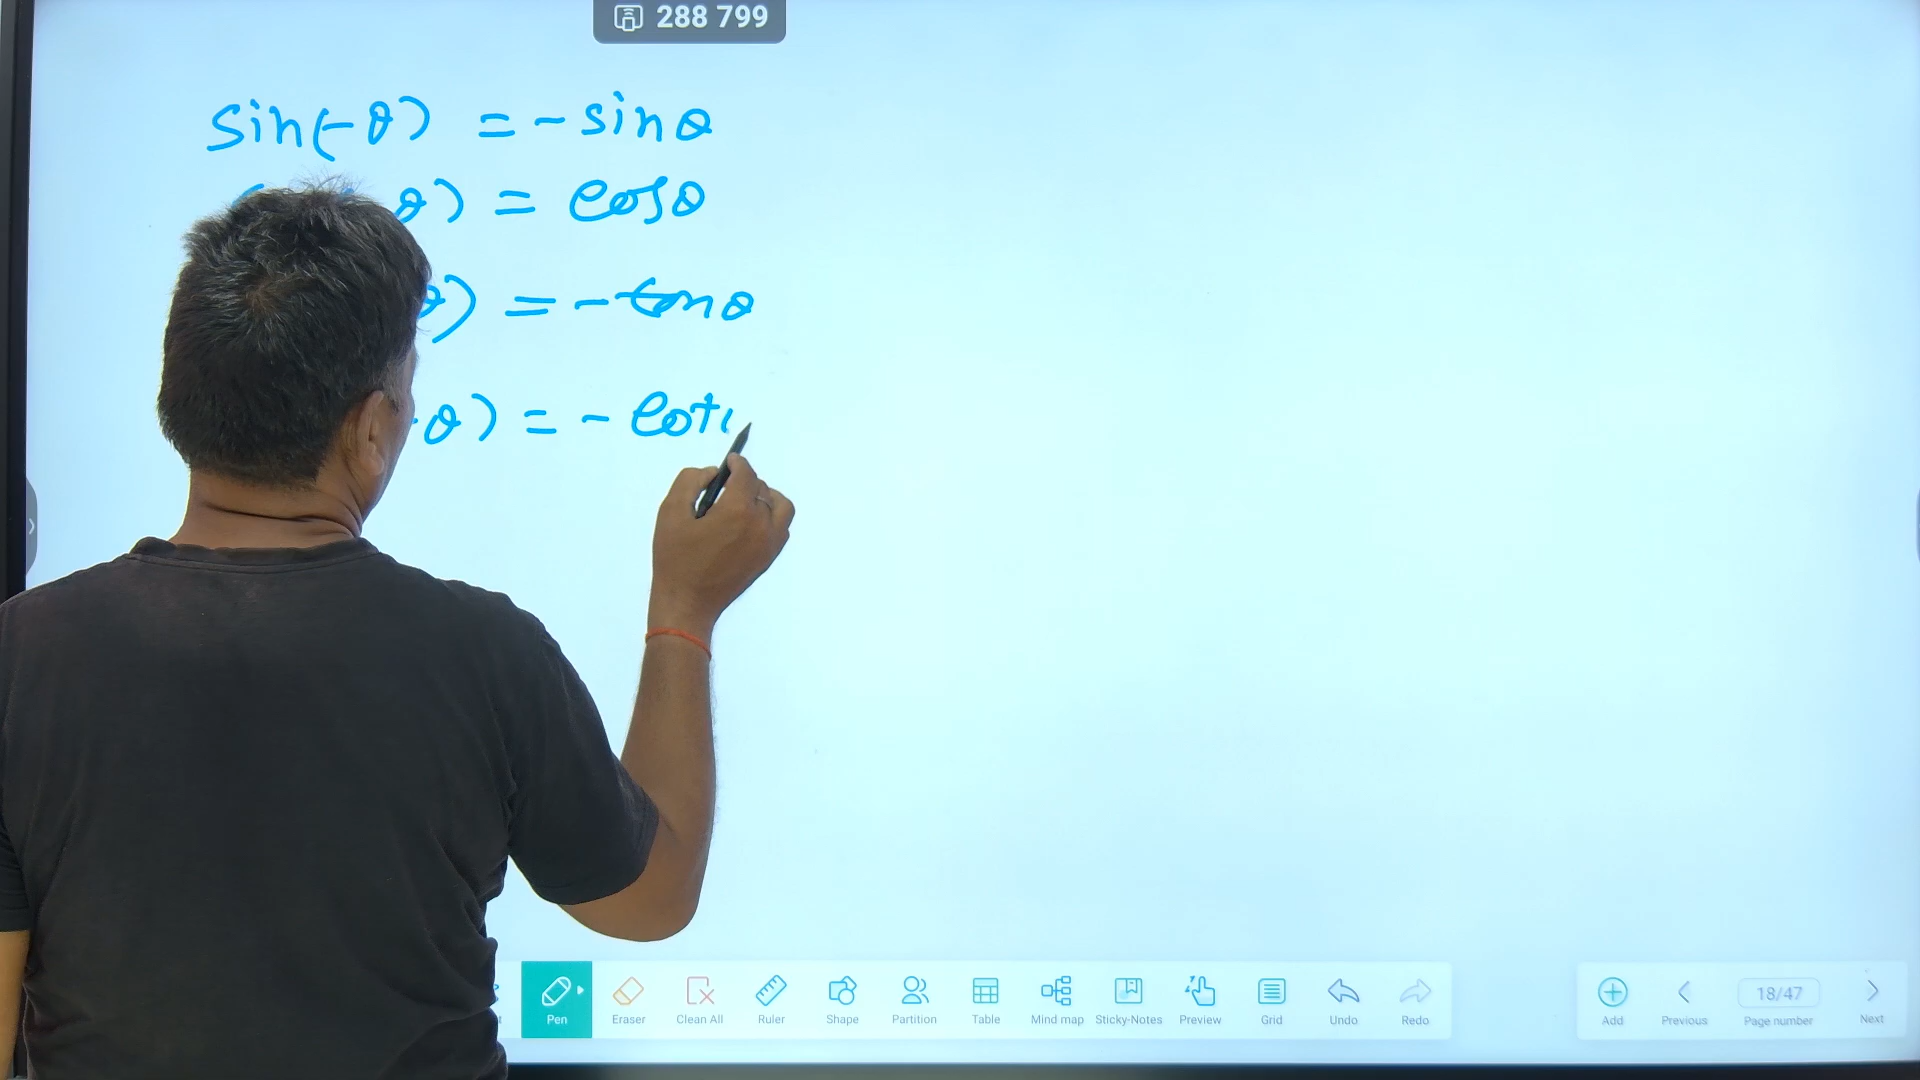 288 799
sin(-θ) = -sinθ
θ) = cosθ
θ) = -tanθ
-θ) = - cot
Pen
Eraser
Clean All
Ruler
Shape
Partition
Table
Mind map
Sticky-Notes
Preview
Grid
Undo
Redo
Add
Previous
18/47
Page number
Next